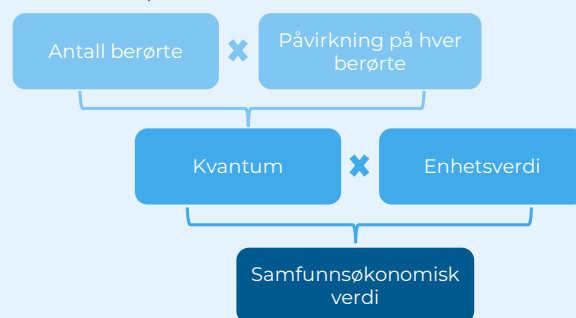 Antall berørte
Påvirkning på hver
berørte
Kvantum
Enhetsverdi
Samfunnsøkonomisk
verdi